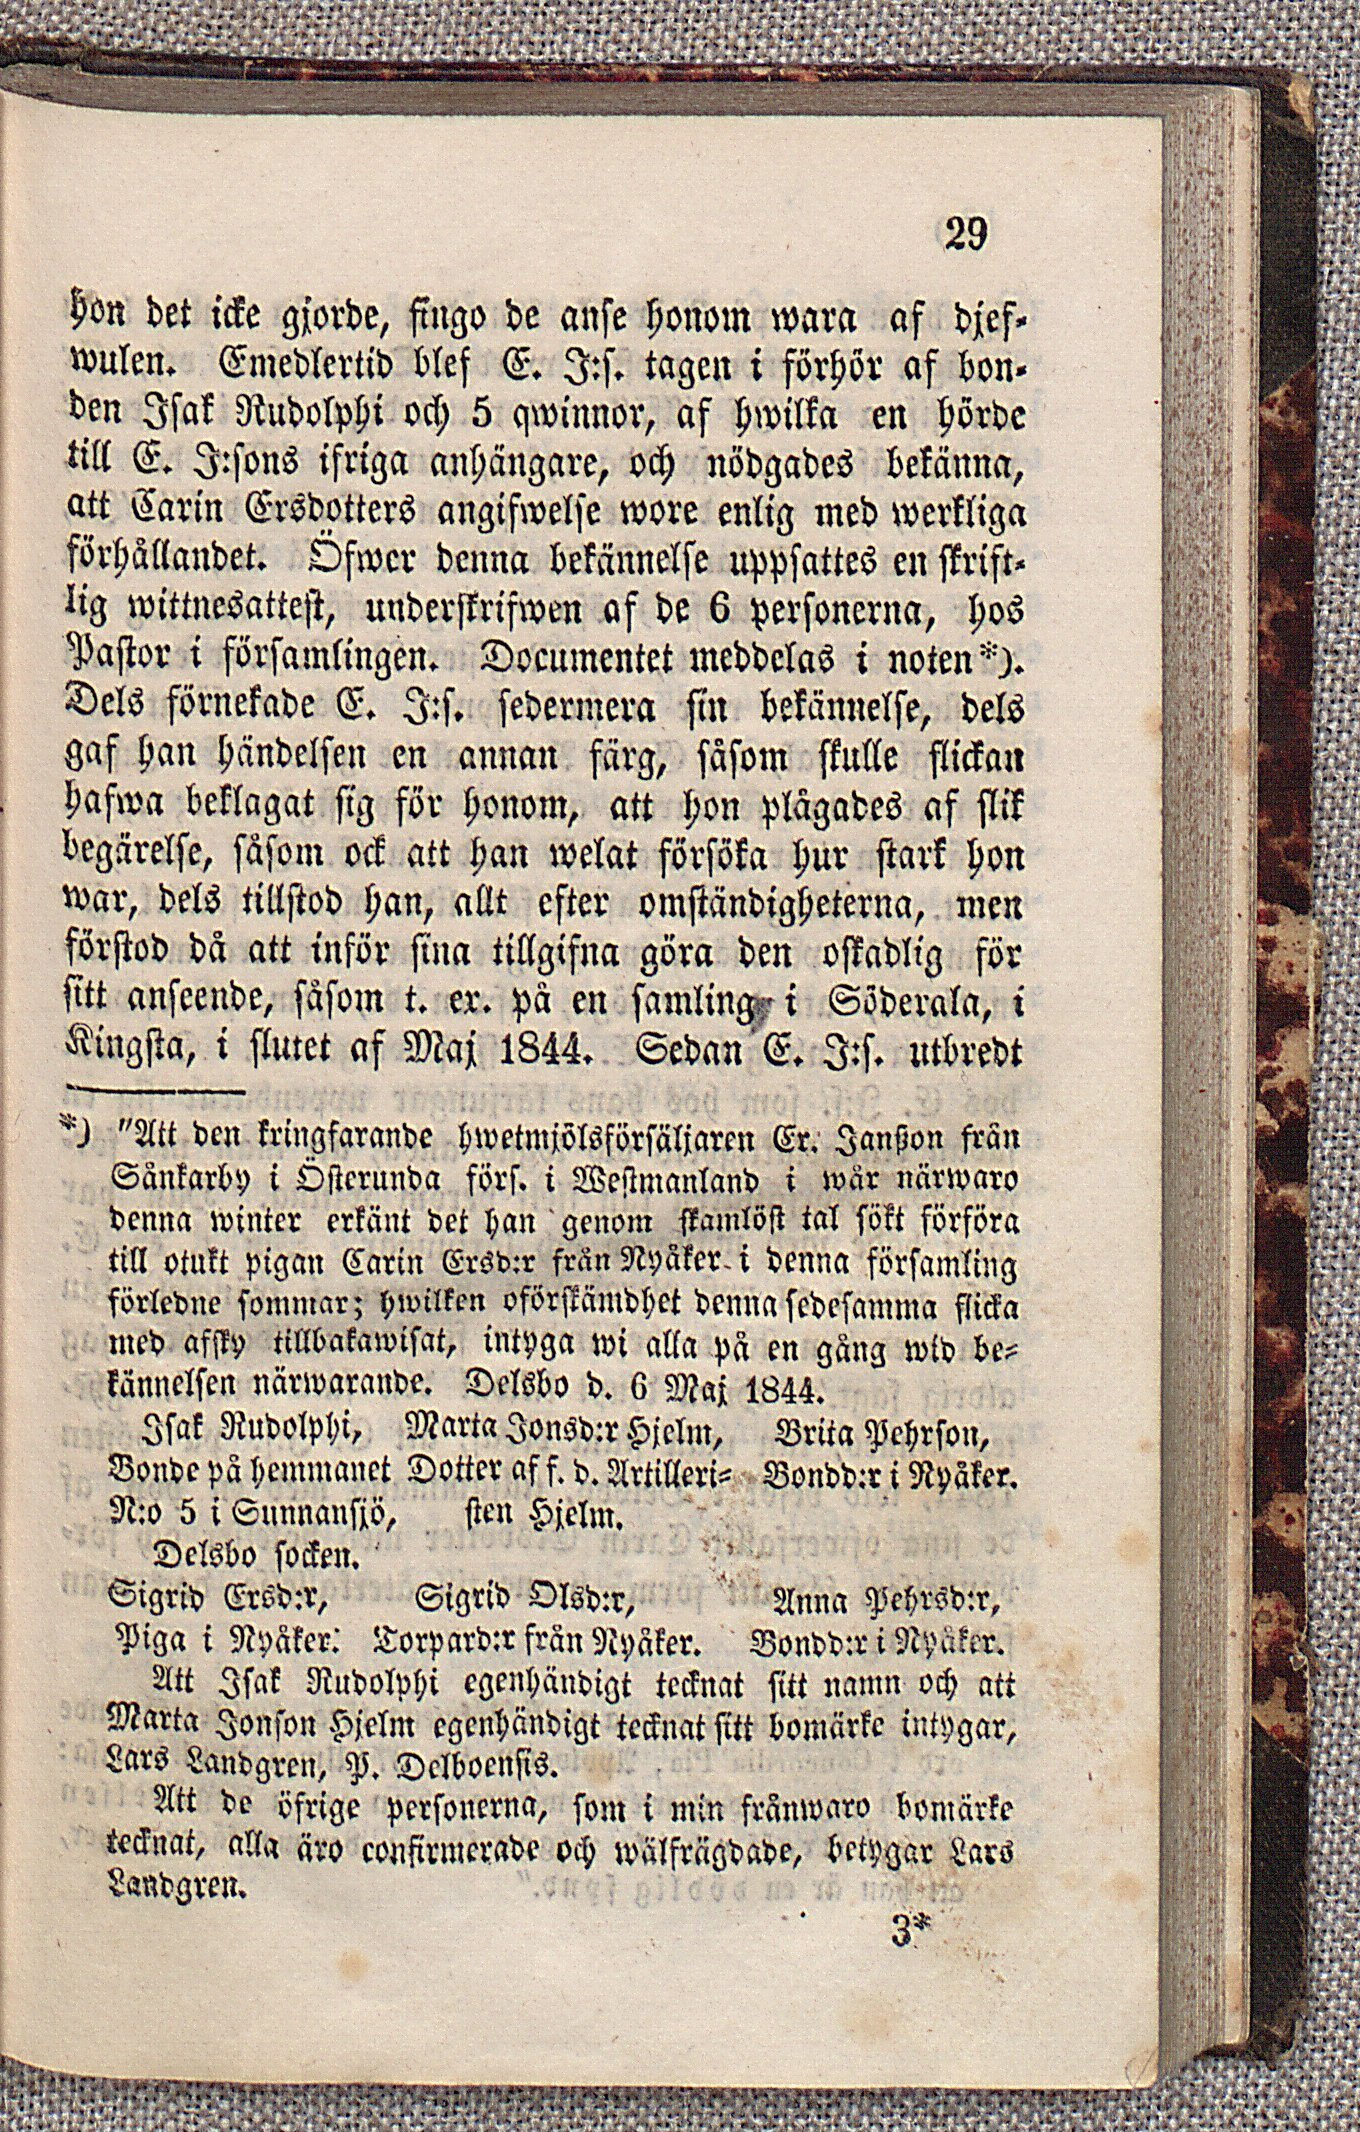 29
hon det icke gjorde, fingo de anse honom wara af djef-
wulen. Emedlertid blef E. J:s. tagen i förhör af bon-
den Isak Rudolphi och 5 qwinnor, af hwilka en hörde
till E. J:sons ifriga anhängare, och nödgades bekänna,
att Carin Ersdotters angifwelse wore enlig med werkliga
förhållandet. Öfwer denna bekännelse uppsattes en skrift-
lig wittnesattest, underskrifwen af de 6 personerna, hos
Pastor i församlingen. Documentet meddelas i noten*).
Dels förnekade E. J:s. sedermera sin bekännelse, dels
gaf han händelsen en annan färg, såsom skulle flickan
hafwa beklagat sig för honom, att hon plågades af slik
begärelse, såsom ock att han welat försöka hur stark hon
war, dels tillstod han, allt efter omständigheterna, men
förstod då att inför sina tillgifna göra den oskadlig för
sitt anseende, såsom t. ex. på en samling i Söderala, i
Kingsta, i slutet af Maj 1844. Sedan E. J:s. utbredt
*) "Att den kringfarande hwetmjölsförsäljaren Er. Janßon från
Sånkarby i Österunda förs. i Westmanland i wår närwaro
denna winter erkänt det han genom skamlöst tal sökt förföra
till otukt pigan Carin Ersd:r från Nyåker i denna församling
förledne sommar; hwilken oförskämdhet denna sedesamma flicka
med afsky tillbakawisat, intyga wi alla på en gång wid be-
kännelsen närwarande. Delsbo d. 6 Maj 1844.
Isak Rudolphi, Marta Jonsd:r Hjelm, Brita Pehrson,
Bonde på hemmanet Dotter af f. d. Artilleri- Bondd:r i Nyåker.
N:o 5 i Sunnansjö, sten Hjelm.
Delsbo socken.
Sigrid Ersd:r, Sigrid Olsd:r, Anna Pehrsd:r,
Piga i Nyåker. Torpard:r från Nyåker. Bondd:r i Nyåker.
Att Isak Rudolphi egenhändigt tecknat sitt namn och att
Marta Jonson Hjelm egenhändigt tecknat sitt bomärke intygar,
Lars Landgren, P. Delboensis.
Att de öfrige personerna, som i min frånwaro bomärke
tecknat, alla äro confirmerade och wälfrägdade, betygar Lars
Landgren.
3*